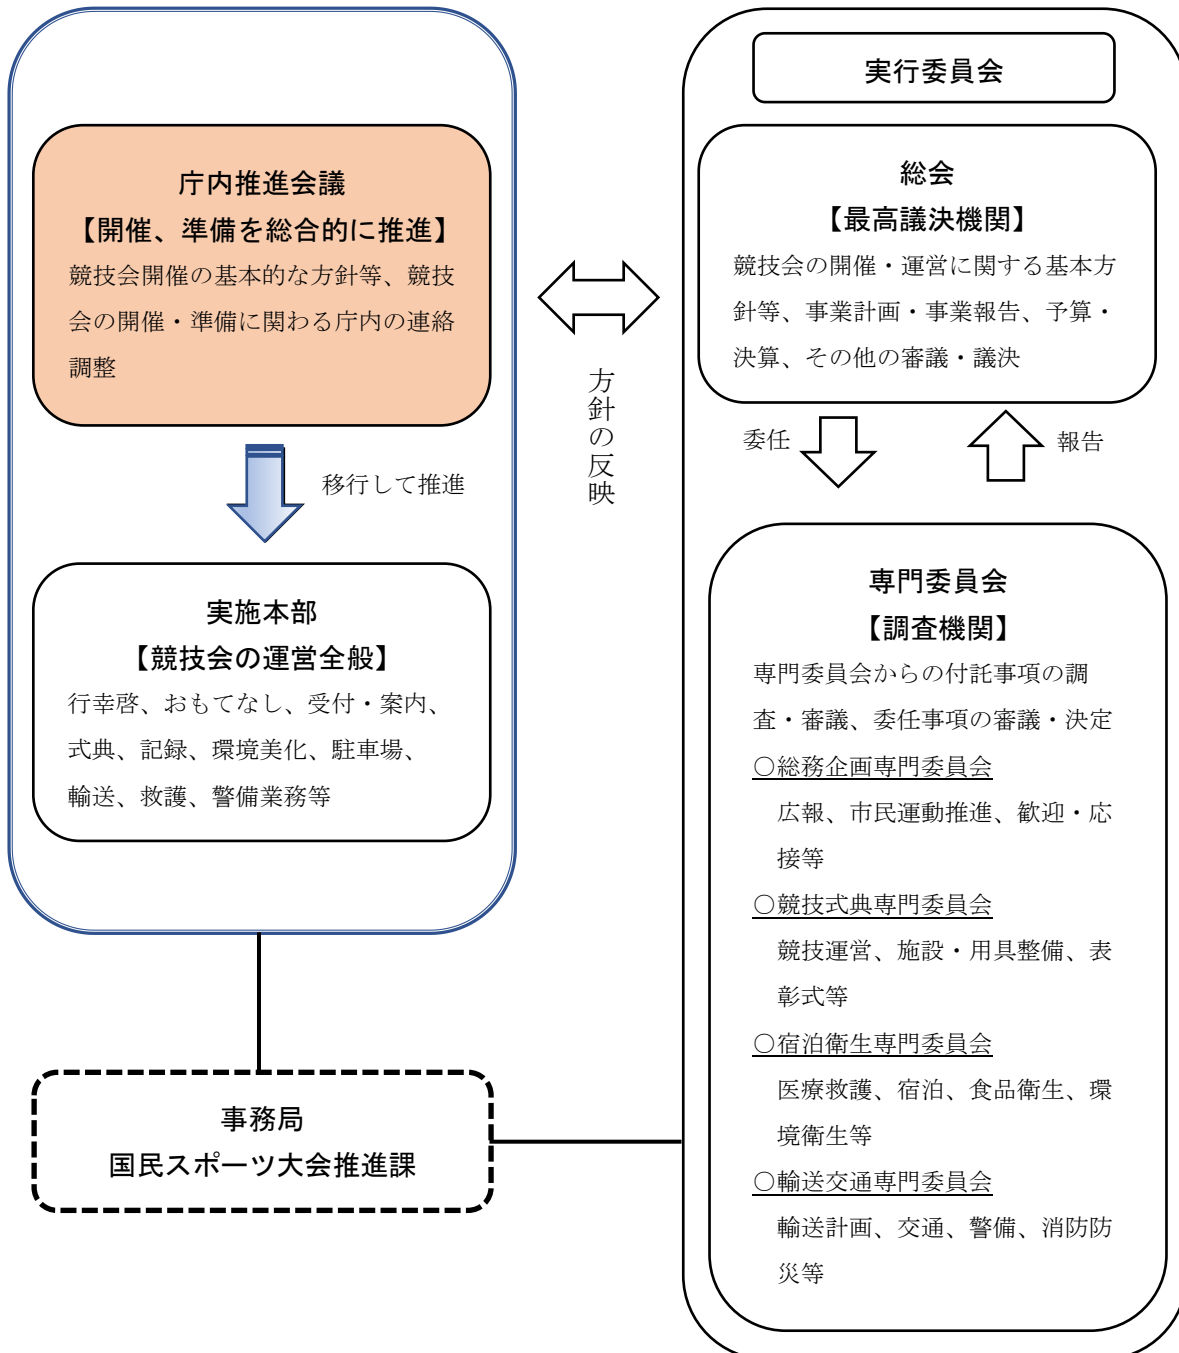 庁内推進会議
【開催、準備を総合的に推進】
競技会開催の基本的な方針等、競技
会の開催・準備に関わる庁内の連絡
調整
移行して推進
実施本部
【競技会の運営全般】
行幸啓、おもてなし、受付・案内、
式典、記録、環境美化、駐車場、
輸送、救護、警備業務等
事務局
国民スポーツ大会推進課
方針の反映
実行委員会
総会
【最高議決機関】
競技会の開催・運営に関する基本方
針等、事業計画・事業報告、予算・
決算、その他の審議・議決
委任
報告
専門委員会
【調査機関】
専門委員会からの付託事項の調
査・審議、委任事項の審議・決定
○総務企画専門委員会
広報、市民運動推進、歓迎・応
接等
○競技式典専門委員会
競技運営、施設・用具整備、表
彰式等
○宿泊衛生専門委員会
医療救護、宿泊、食品衛生、環
境衛生等
○輸送交通専門委員会
輸送計画、交通、警備、消防防
災等